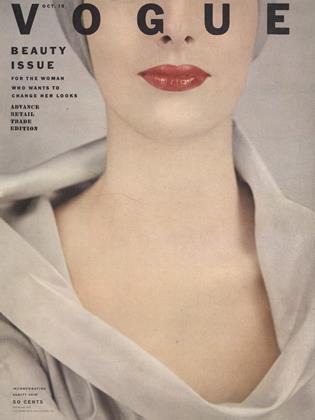 VOGUE
OCT. 15
BEAUTY
ISSUE
FOR THE WOMAN
WHO WANTS TO
CHANGE HER LOOKS
ADVANCE
RETAIL
TRADE
EDITION
INCORPORATING
VANITY FAIR
50 CENTS